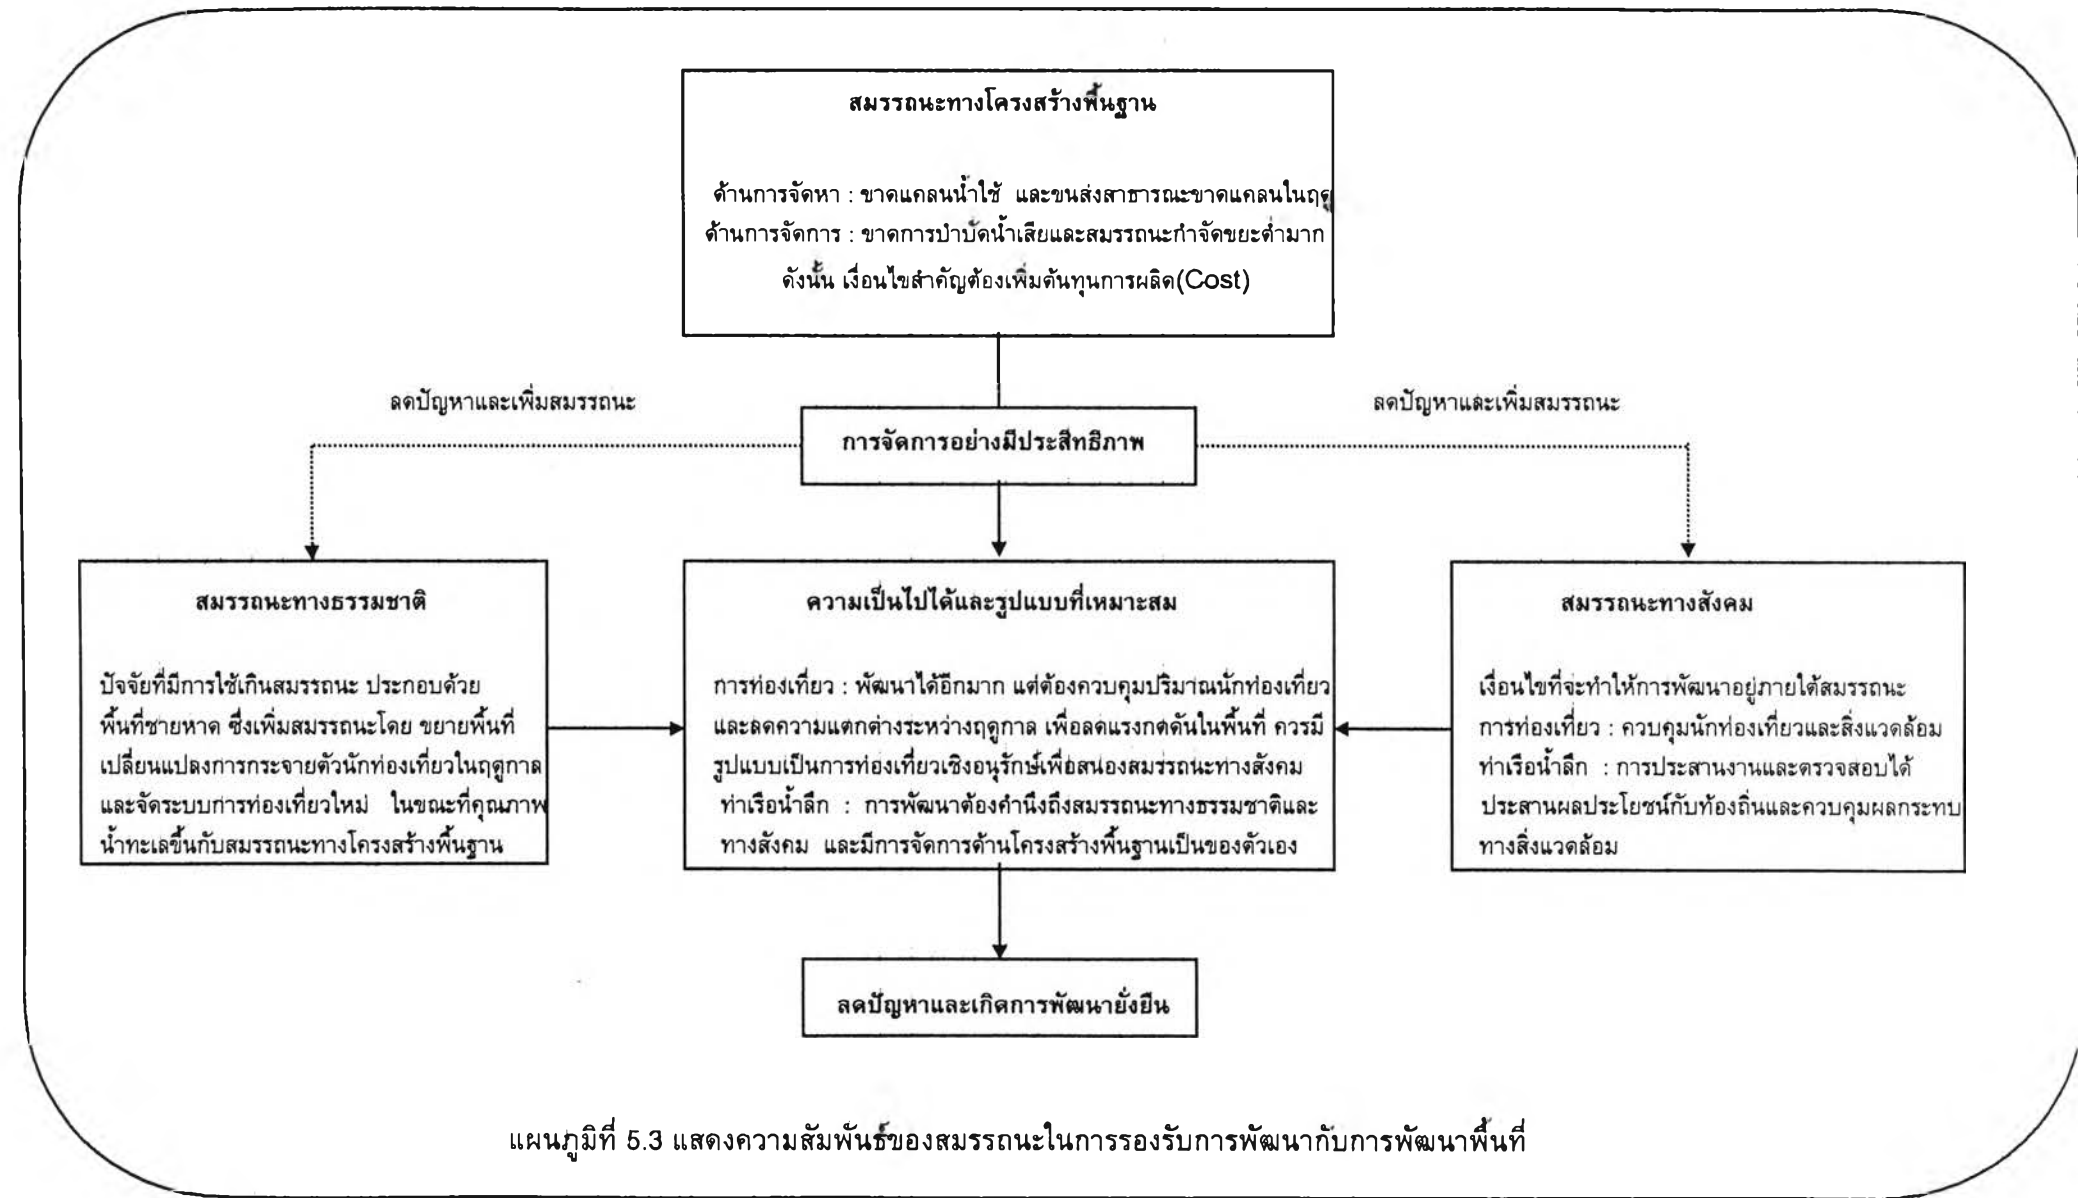 สมรรถนะทางโครงสร้างพื้นฐาน
ด้านการจัดหา : ขาดแคลนน้ำใช้ และขนส่งสาธารณะขาดแคลนในฤดู
ด้านการจัดการ : ขาดการบำบัดน้ำเสียและสมรรถนะกำจัดขยะต่ำมาก
ดังนั้น เงื่อนไขสำคัญต้องเพิ่มต้นทุนการผลิต(Cost)
ลดปัญหาและเพิ่มสมรรถนะ
ลดปัญหาและเพิ่มสมรรถนะ
การจัดการอย่างมีประสิทธิภาพ
สมรรถนะทางธรรมชาติ
ปัจจัยที่มีการใช้เกินสมรรถนะ ประกอบด้วย
พื้นที่ชายหาด ซึ่งเพิ่มสมรรถนะโดย ขยายพื้นที่
เปลี่ยนแปลงการกระจายตัวนักท่องเที่ยวในฤดูกาล
และจัดระบบการท่องเที่ยวใหม่ ในขณะที่คุณภาพ
น้ำทะเลขึ้นกับสมรรถนะทางโครงสร้างพื้นฐาน
ความเป็นไปได้และรูปแบบที่เหมาะสม
การท่องเที่ยว : พัฒนาได้อีกมาก แต่ต้องควบคุมปริมาณนักท่องเที่ยว
และลดความแตกต่างระหว่างฤดูกาล เพื่อลดแรงกดดันในพื้นที่ ควรมี
รูปแบบเป็นการท่องเที่ยวเชิงอนุรักษ์เพื่อสนองสมรรถนะทางสังคม
ท่าเรือน้ำลึก : การพัฒนาต้องคำนึงถึงสมรรถนะทางธรรมชาติและ
ทางสังคม และมีการจัดการด้านโครงสร้างพื้นฐานเป็นของตัวเอง
สมรรถนะทางสังคม
เงื่อนไขที่จะทำให้การพัฒนาอยู่ภายใต้สมรรถนะ
การท่องเที่ยว : ควบคุมนักท่องเที่ยวและสิ่งแวดล้อม
ท่าเรือน้ำลึก : การประสานงานและตรวจสอบได้
ประสานผลประโยชน์กับท้องถิ่นและควบคุมผลกระทบ
ทางสิ่งแวดล้อม
ลดปัญหาและเกิดการพัฒนายั่งยืน
แผนภูมิที่ 5.3 แสดงความสัมพันธ์ของสมรรถนะในการรองรับการพัฒนากับการพัฒนาพื้นที่